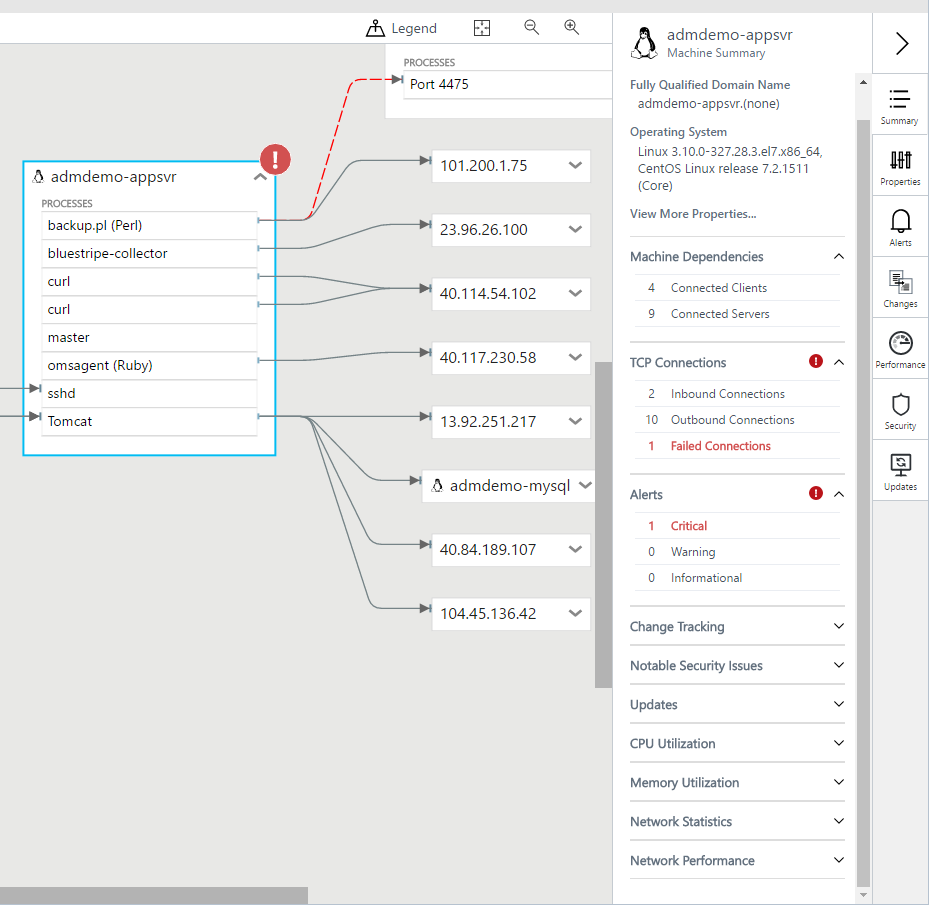 Legend
PROCESSES
Port 4475
admdemo-appsvr
PROCESSES
backup.pl (Perl)
bluestripe-collector
curl
curl
master
omsagent (Ruby)
sshd
Tomcat
101.200.1.75
23.96.26.100
40.114.54.102
40.117.230.58
13.92.251.217
admdemo-mysql
40.84.189.107
104.45.136.42
admdemo-appsvr
Machine Summary
Fully Qualified Domain Name
admdemo-appsvr.(none)
Operating System
Linux 3.10.0-327.28.3.el7.x86_64,
CentOS Linux release 7.2.1511
(Core)
View More Properties...
Machine Dependencies
4 Connected Clients
9 Connected Servers
TCP Connections
2 Inbound Connections
10 Outbound Connections
1 Failed Connections
Alerts
1 Critical
0 Warning
0 Informational
Change Tracking
Notable Security Issues
Updates
CPU Utilization
Memory Utilization
Network Statistics
Network Performance
Summary
Properties
Alerts
Changes
Performance
Security
Updates